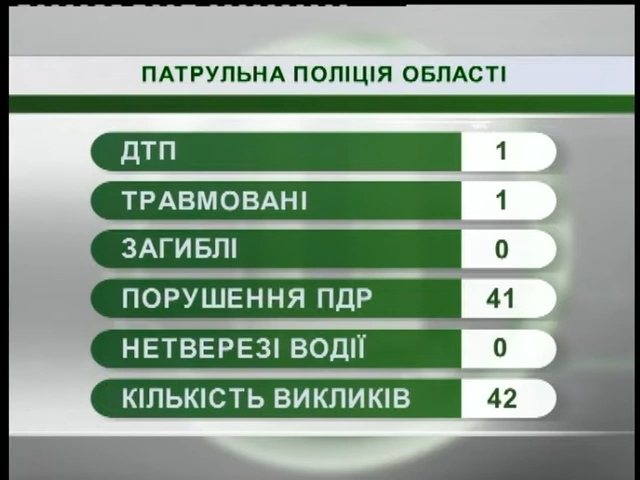 ПАТРУЛЬНА ПОЛІЦІЯ ОБЛАСТІ
ДТП 1
ТРАВМОВАНІ 1
ЗАГИБЛІ 0
ПОРУШЕННЯ ПДР 41
НЕТВЕРЕЗІ ВОДІЇ 0
КІЛЬКІСТЬ ВИКЛИКІВ 42